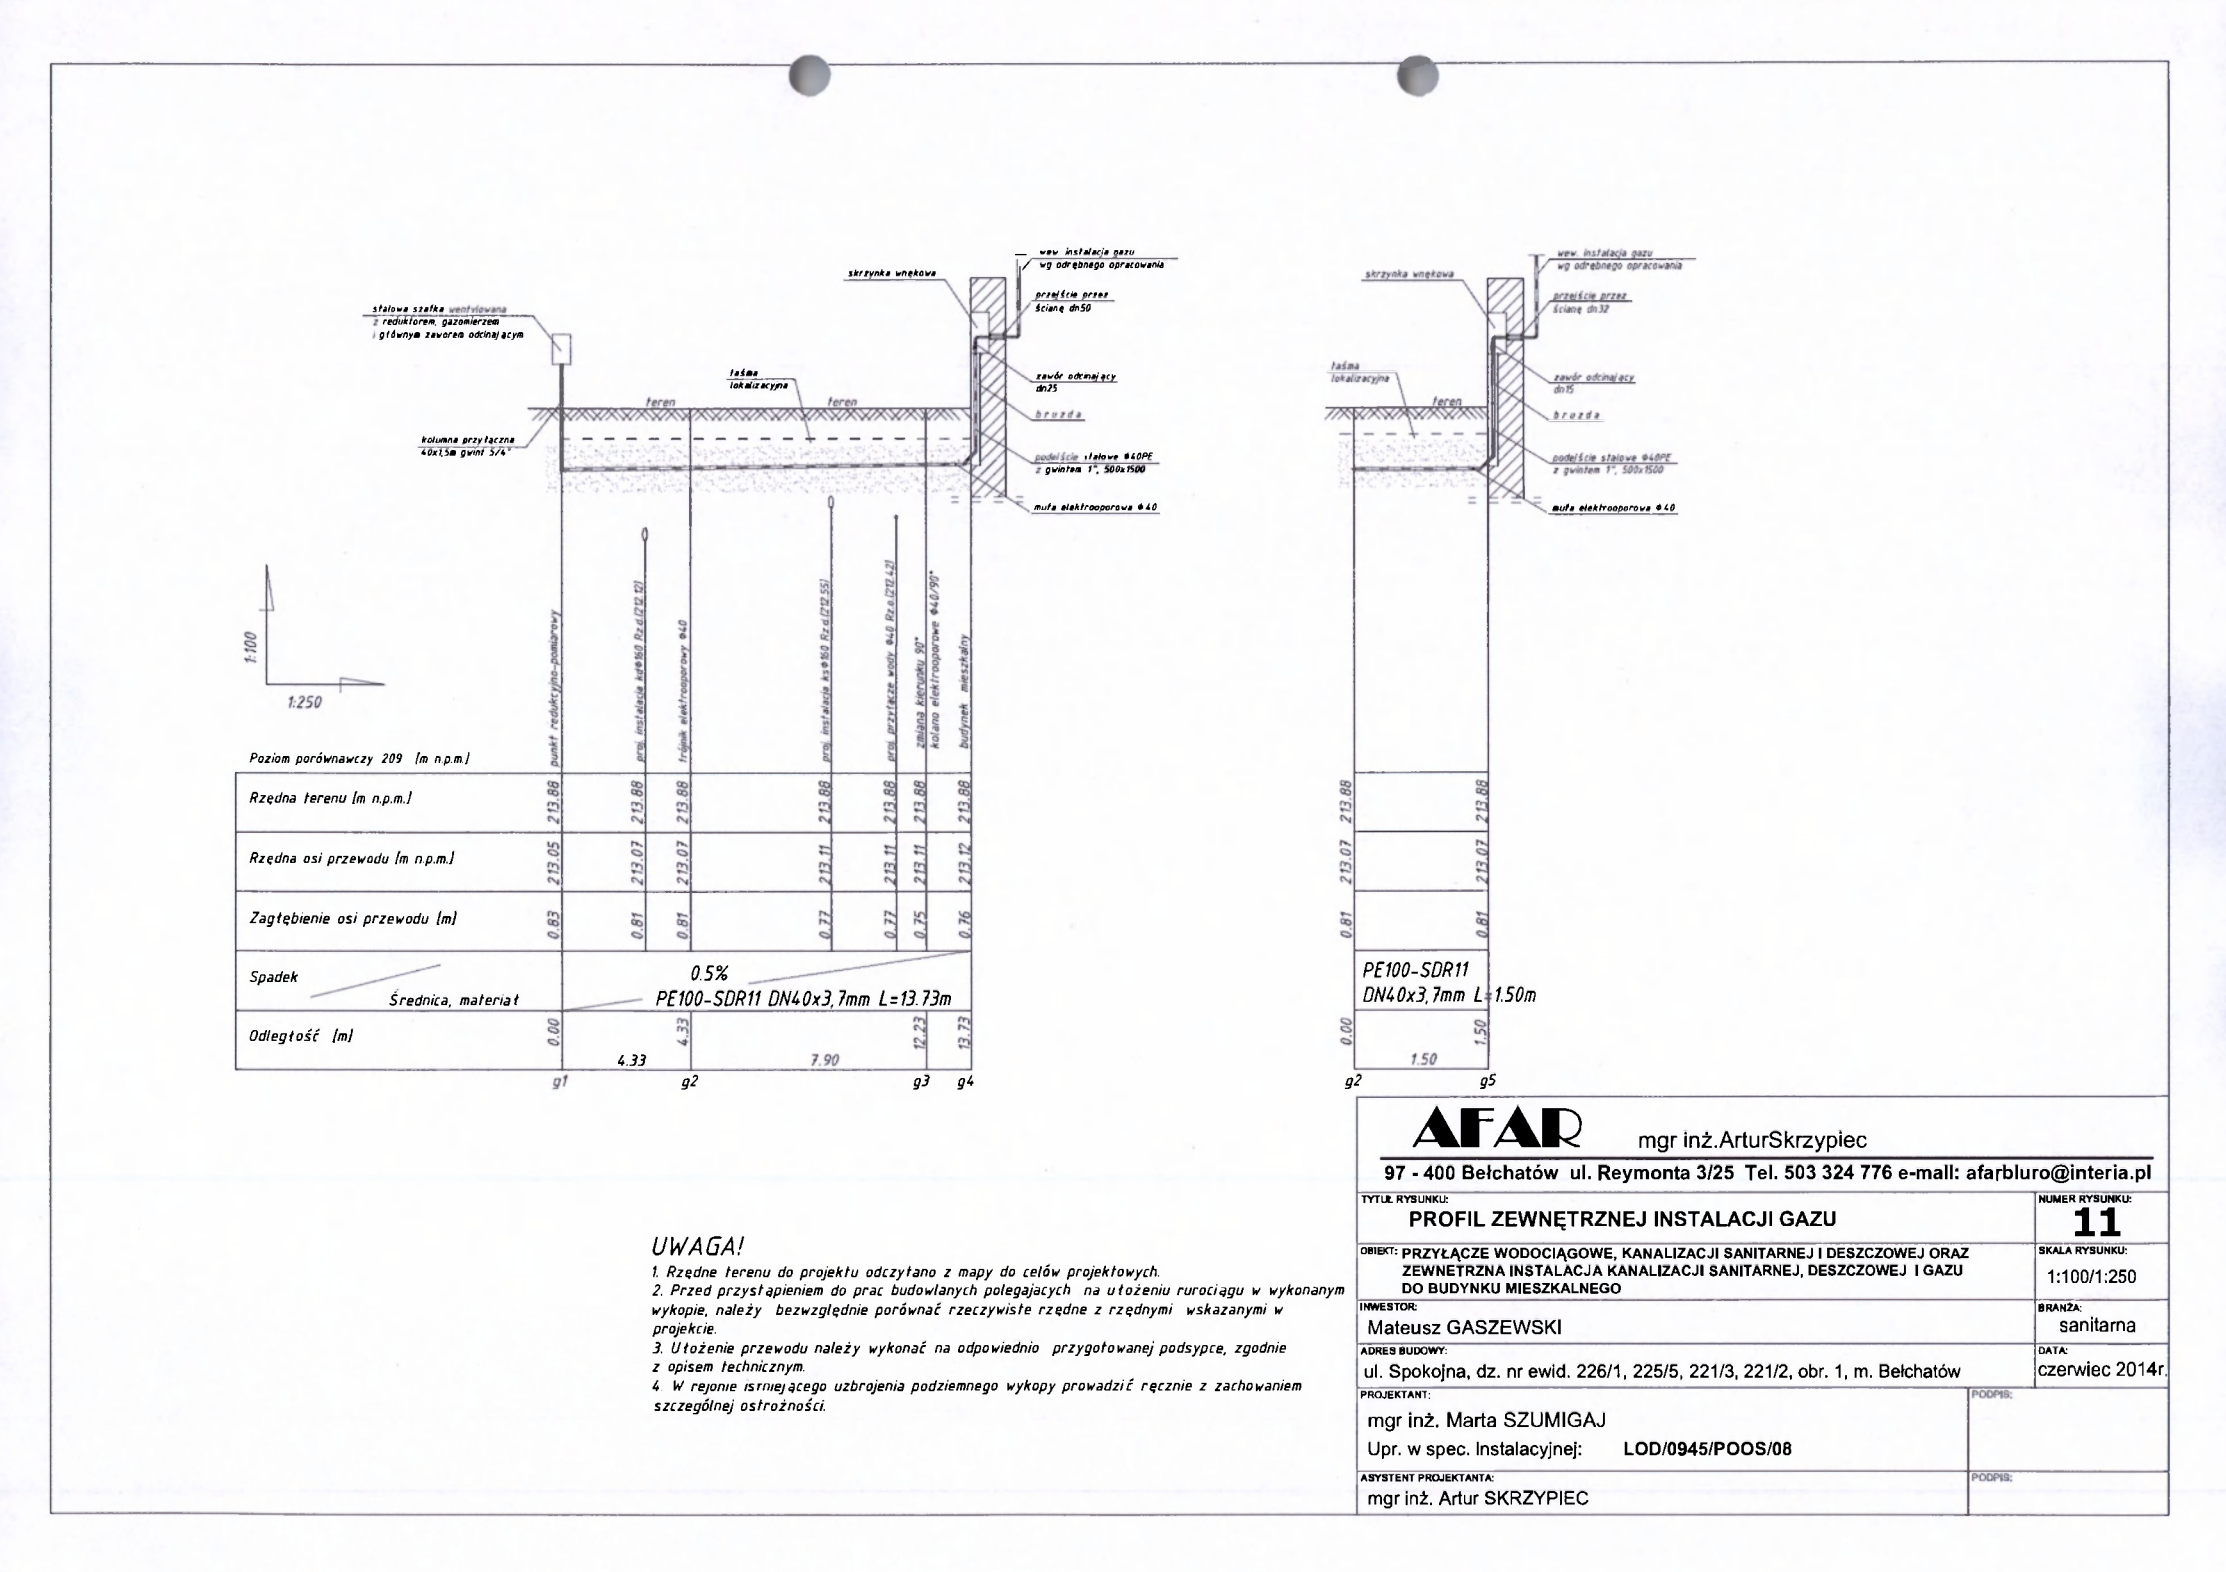 stalowa szafka wentylowana
z reduktorem, gazomierzem
i głównym zaworem odcinającym
kolumna przyłączna
40x1,5m gwint 5/4"
skrzynka wnękowa
wew. instalacja gazu
wg odrębnego opracowania
przejście przez
ścianę dn50
taśma
lokalizacyjna
teren
teren
zawór odcinający
dn25
bruzda
podejście stalowe Φ40PE
z gwintem 1", 500x1500
mufa elektrooporowa Φ40
skrzynka wnękowa
wew. instalacja gazu
wg odrębnego opracowania
przejście przez
ścianę dn32
taśma
lokalizacyjna
teren
zawór odcinający
dn15
bruzda
podejście stalowe Φ40PE
z gwintem 1", 500x1500
mufa elektrooporowa Φ40
1:100
1:250
punkt redukcyjno-pomiarowy
proj. instalacja kdΦ160 Rz.d.(212.12)
trójnik elektrooporowy Φ40
proj. instalacja ksΦ160 Rz.d.(212.55)
proj. przyłącze wody Φ40 Rz.o.(212.42)
zmiana kierunku 90°
kolano elektrooporowe Φ40/90°
budynek mieszkalny
Poziom porównawczy 209 [m n.p.m.]
Rzędna terenu [m n.p.m.] 213.88 213.88 213.88 213.88 213.88 213.88 213.88
Rzędna osi przewodu [m n.p.m.] 213.05 213.07 213.07 213.11 213.11 213.11 213.12
Zagłębienie osi przewodu [m] 0.83 0.81 0.81 0.77 0.77 0.75 0.76
Spadek 0.5%
Średnica, materiał PE100-SDR11 DN40x3,7mm L=13.73m
Odległość [m] 0.00 4.33 12.23 13.73
4.33 7.90
g1 g2 g3 g4
213.88 213.88
213.07 213.07
0.81 0.81
PE100-SDR11
DN40x3,7mm L=1.50m
0.00 1.50
1.50
g2 g5
UWAGA!
1. Rzędne terenu do projektu odczytano z mapy do celów projektowych.
2. Przed przystąpieniem do prac budowlanych polegajacych na ułożeniu rurociągu w wykonanym
wykopie, należy bezwzględnie porównać rzeczywiste rzędne z rzędnymi wskazanymi w
projekcie.
3. Ułożenie przewodu należy wykonać na odpowiednio przygotowanej podsypce, zgodnie
z opisem technicznym.
4. W rejonie istniejącego uzbrojenia podziemnego wykopy prowadzić ręcznie z zachowaniem
szczególnej ostrożności.
AFAR mgr inż.ArturSkrzypiec
97 - 400 Bełchatów ul. Reymonta 3/25 Tel. 503 324 776 e-mail: afarbiuro@interia.pl
TYTUŁ RYSUNKU:
PROFIL ZEWNĘTRZNEJ INSTALACJI GAZU
NUMER RYSUNKU:
11
OBIEKT: PRZYŁĄCZE WODOCIĄGOWE, KANALIZACJI SANITARNEJ I DESZCZOWEJ ORAZ
ZEWNETRZNA INSTALACJA KANALIZACJI SANITARNEJ, DESZCZOWEJ I GAZU
DO BUDYNKU MIESZKALNEGO
SKALA RYSUNKU:
1:100/1:250
INWESTOR:
Mateusz GASZEWSKI
BRANŻA:
sanitarna
ADRES BUDOWY:
ul. Spokojna, dz. nr ewid. 226/1, 225/5, 221/3, 221/2, obr. 1, m. Bełchatów
DATA:
czerwiec 2014r.
PROJEKTANT:
mgr inż. Marta SZUMIGAJ
Upr. w spec. Instalacyjnej: LOD/0945/POOS/08
PODPIS:
ASYSTENT PROJEKTANTA:
mgr inż. Artur SKRZYPIEC
PODPIS: